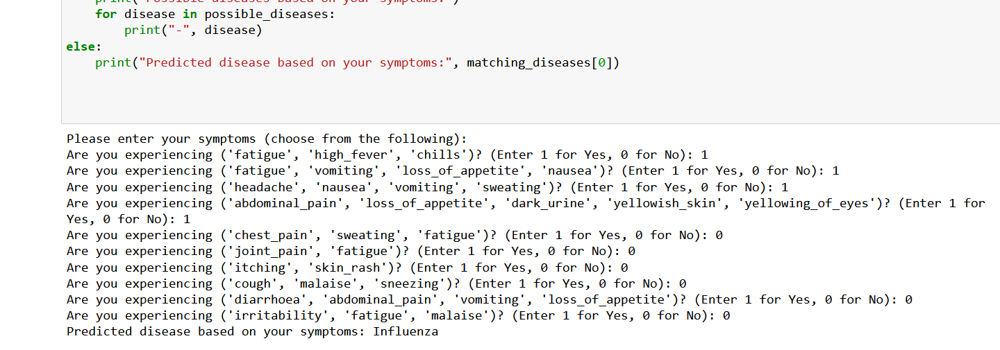 for disease in possible_diseases:
print("-", disease)
else:
print("Predicted disease based on your symptoms:", matching_diseases[0])
Please enter your symptoms (choose from the following):
Are you experiencing ('fatigue', 'high_fever', 'chills')? (Enter 1 for Yes, 0 for No): 1
Are you experiencing ('fatigue', 'vomiting', 'loss_of_appetite', 'nausea')? (Enter 1 for Yes, 0 for No): 1
Are you experiencing ('headache', 'nausea', 'vomiting', 'sweating')? (Enter 1 for Yes, 0 for No): 1
Are you experiencing ('abdominal_pain', 'loss_of_appetite', 'dark_urine', 'yellowish_skin', 'yellowing_of_eyes')? (Enter 1 for
Yes, 0 for No): 1
Are you experiencing ('chest_pain', 'sweating', 'fatigue')? (Enter 1 for Yes, 0 for No): 0
Are you experiencing ('joint_pain', 'fatigue')? (Enter 1 for Yes, 0 for No): 0
Are you experiencing ('itching', 'skin_rash')? (Enter 1 for Yes, 0 for No): 0
Are you experiencing ('cough', 'malaise', 'sneezing')? (Enter 1 for Yes, 0 for No): 0
Are you experiencing ('diarrhoea', 'abdominal_pain', 'vomiting', 'loss_of_appetite')? (Enter 1 for Yes, 0 for No): 0
Are you experiencing ('irritability', 'fatigue', 'malaise')? (Enter 1 for Yes, 0 for No): 0
Predicted disease based on your symptoms: Influenza